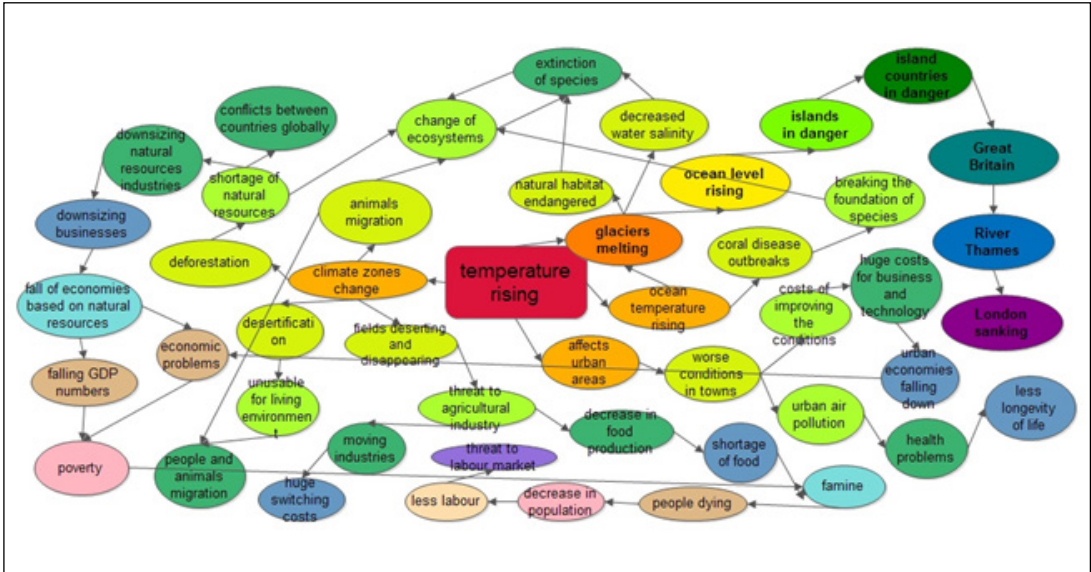 extinction
of species
island
countries
in danger
conflicts between
countries globally
change of
ecosystems
decreased
water salinity
islands
in danger
downsizing
natural
resources
industries
Great
Britain
shortage of
natural
resources
natural habitat
endangered
ocean level
rising
breaking the
foundation of
species
animals
migration
downsizing
businesses
glaciers
melting
coral disease
outbreaks
River
Thames
deforestation
climate zones
change
temperature
rising
huge costs
for business
and
technology
fall of economies
based on natural
resources
ocean
temperature
rising
costs of
improving
the
conditions
London
sanking
desertificati
on
fields deserting
and
disappearing
economic
problems
affects
urban
areas
worse
conditions
in towns
urban
economies
falling
down
falling GDP
numbers
unusable
for living
environmen
t
threat to
agricultural
industry
urban air
pollution
less
longevity
of life
decrease in
food
production
moving
industries
threat to
labour market
shortage
of food
health
problems
poverty
people and
animals
migration
huge
switching
costs
less labour
decrease in
population
people dying
famine